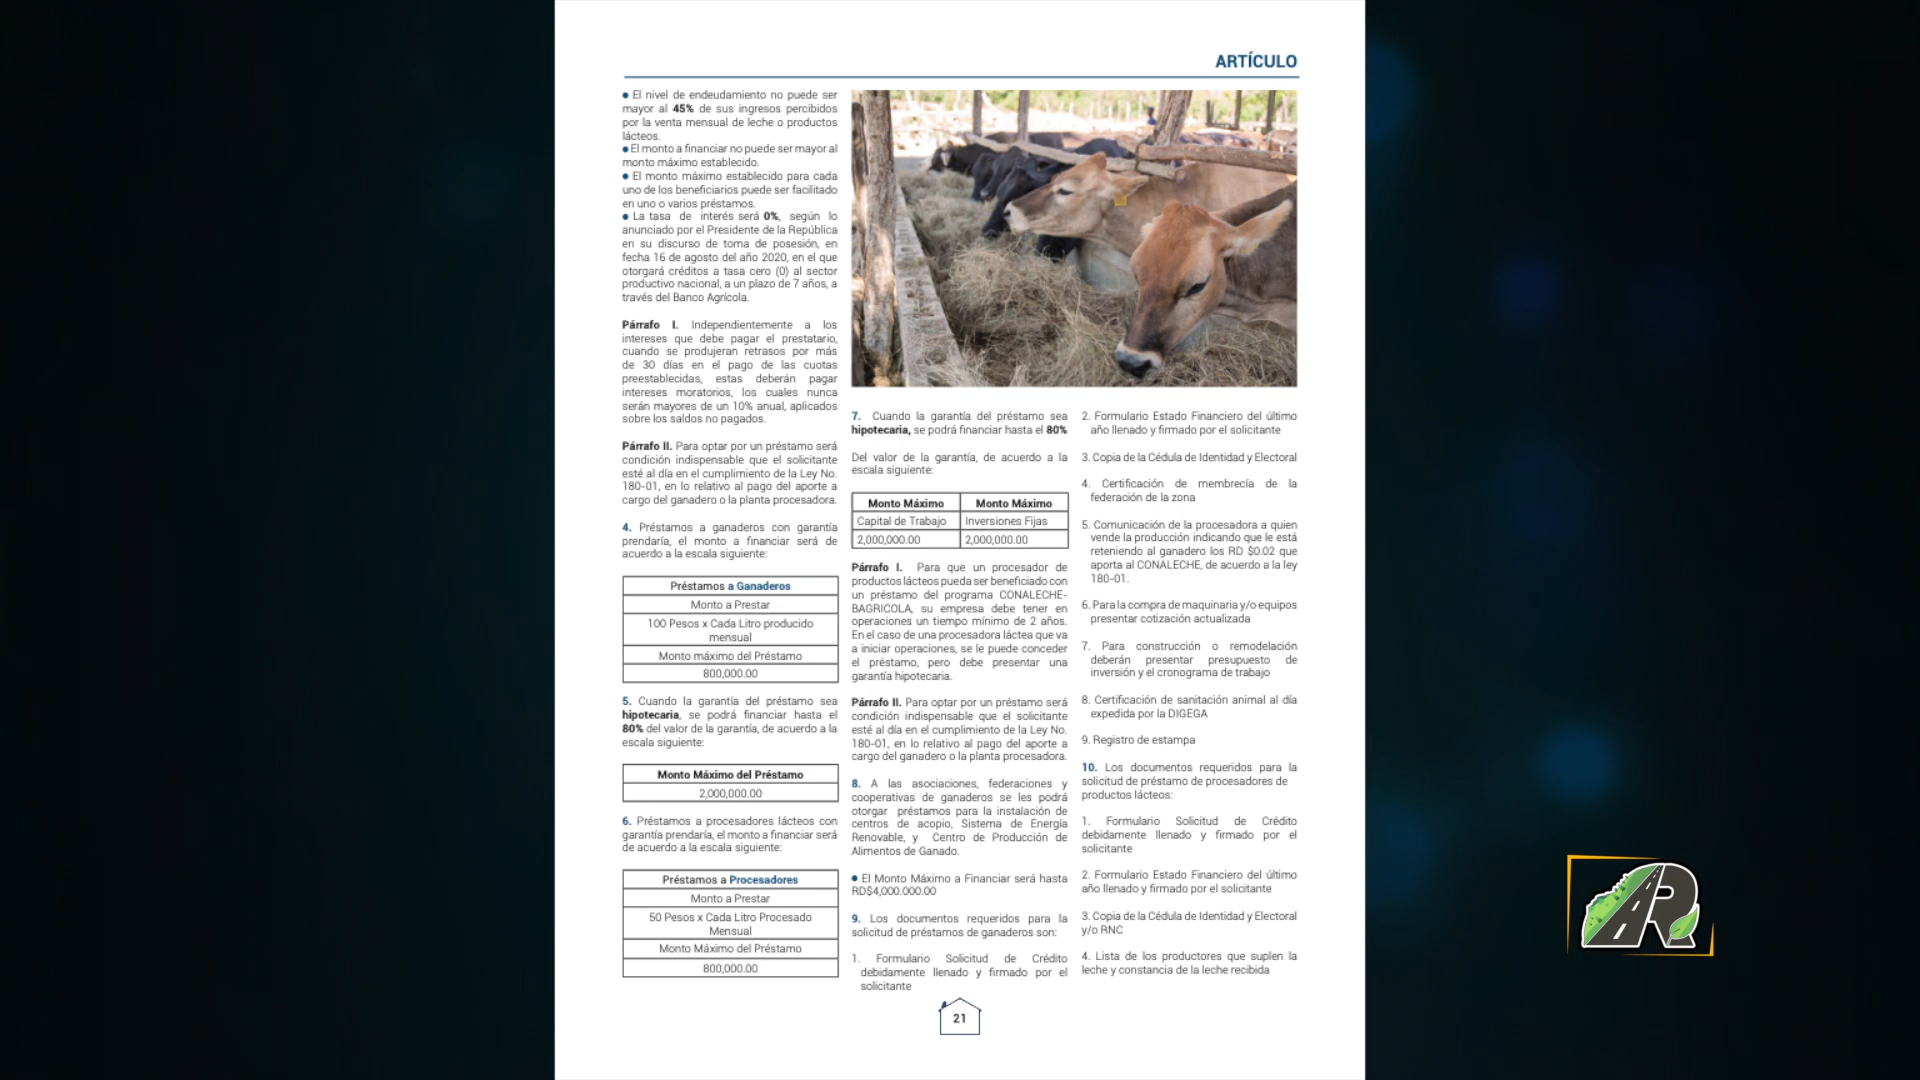 ARTÍCULO
● El nivel de endeudamiento no puede ser
mayor al 45% de sus ingresos percibidos
por la venta mensual de leche o productos
lácteos.
● El monto a financiar no puede ser mayor al
monto máximo establecido.
● El monto máximo establecido para cada
uno de los beneficiarios puede ser facilitado
en uno o varios préstamos.
● La tasa de interés será 0%, según lo
anunciado por el Presidente de la República
en su discurso de toma de posesión, en
fecha 16 de agosto del año 2020, en el que
otorgará créditos a tasa cero (0) al sector
productivo nacional, a un plazo de 7 años, a
través del Banco Agrícola.
Párrafo I. Independientemente a los
intereses que debe pagar el prestatario,
cuando se produjeran retrasos por más
de 30 días en el pago de las cuotas
preestablecidas, estas deberán pagar
intereses moratorios, los cuales nunca
serán mayores de un 10% anual, aplicados
sobre los saldos no pagados.
Párrafo II. Para optar por un préstamo será
condición indispensable que el solicitante
esté al día en el cumplimiento de la Ley No.
180-01, en lo relativo al pago del aporte a
cargo del ganadero o la planta procesadora.
4. Préstamos a ganaderos con garantía
prendaría, el monto a financiar será de
acuerdo a la escala siguiente:
Préstamos a Ganaderos
Monto a Prestar
100 Pesos x Cada Litro producido
mensual
Monto máximo del Préstamo
800,000.00
5. Cuando la garantía del préstamo sea
hipotecaria, se podrá financiar hasta el
80% del valor de la garantía, de acuerdo a la
escala siguiente:
Monto Máximo del Préstamo
2,000,000.00
6. Préstamos a procesadores lácteos con
garantía prendaría, el monto a financiar será
de acuerdo a la escala siguiente:
Préstamos a Procesadores
Monto a Prestar
50 Pesos x Cada Litro Procesado
Mensual
Monto Máximo del Préstamo
800,000.00
7. Cuando la garantía del préstamo sea
hipotecaria, se podrá financiar hasta el 80%
Del valor de la garantía, de acuerdo a la
escala siguiente:
Monto Máximo Monto Máximo
Capital de Trabajo Inversiones Fijas
2,000,000.00 2,000,000.00
Párrafo I. Para que un procesador de
productos lácteos pueda ser beneficiado con
un préstamo del programa CONALECHE-
BAGRICOLA, su empresa debe tener en
operaciones un tiempo mínimo de 2 años.
En el caso de una procesadora láctea que va
a iniciar operaciones, se le puede conceder
el préstamo, pero debe presentar una
garantía hipotecaria.
Párrafo II. Para optar por un préstamo será
condición indispensable que el solicitante
esté al día en el cumplimiento de la Ley No.
180-01, en lo relativo al pago del aporte a
cargo del ganadero o la planta procesadora.
8. A las asociaciones, federaciones y
cooperativas de ganaderos se les podrá
otorgar préstamos para la instalación de
centros de acopio, Sistema de Energía
Renovable, y Centro de Producción de
Alimentos de Ganado.
● El Monto Máximo a Financiar será hasta
RD$4,000.000.00
9. Los documentos requeridos para la
solicitud de préstamos de ganaderos son:
1. Formulario Solicitud de Crédito
debidamente llenado y firmado por el
solicitante
2. Formulario Estado Financiero del último
año llenado y firmado por el solicitante
3. Copia de la Cédula de Identidad y Electoral
4. Certificación de membrecía de la
federación de la zona
5. Comunicación de la procesadora a quien
vende la producción indicando que le está
reteniendo al ganadero los RD $0.02 que
aporta al CONALECHE, de acuerdo a la ley
180-01.
6. Para la compra de maquinaria y/o equipos
presentar cotización actualizada
7. Para construcción o remodelación
deberán presentar presupuesto de
inversión y el cronograma de trabajo
8. Certificación de sanitación animal al día
expedida por la DIGEGA
9. Registro de estampa
10. Los documentos requeridos para la
solicitud de préstamo de procesadores de
productos lácteos:
1. Formulario Solicitud de Crédito
debidamente llenado y firmado por el
solicitante
2. Formulario Estado Financiero del último
año llenado y firmado por el solicitante
3. Copia de la Cédula de Identidad y Electoral
y/o RNC
4. Lista de los productores que suplen la
leche y constancia de la leche recibida
21
AR